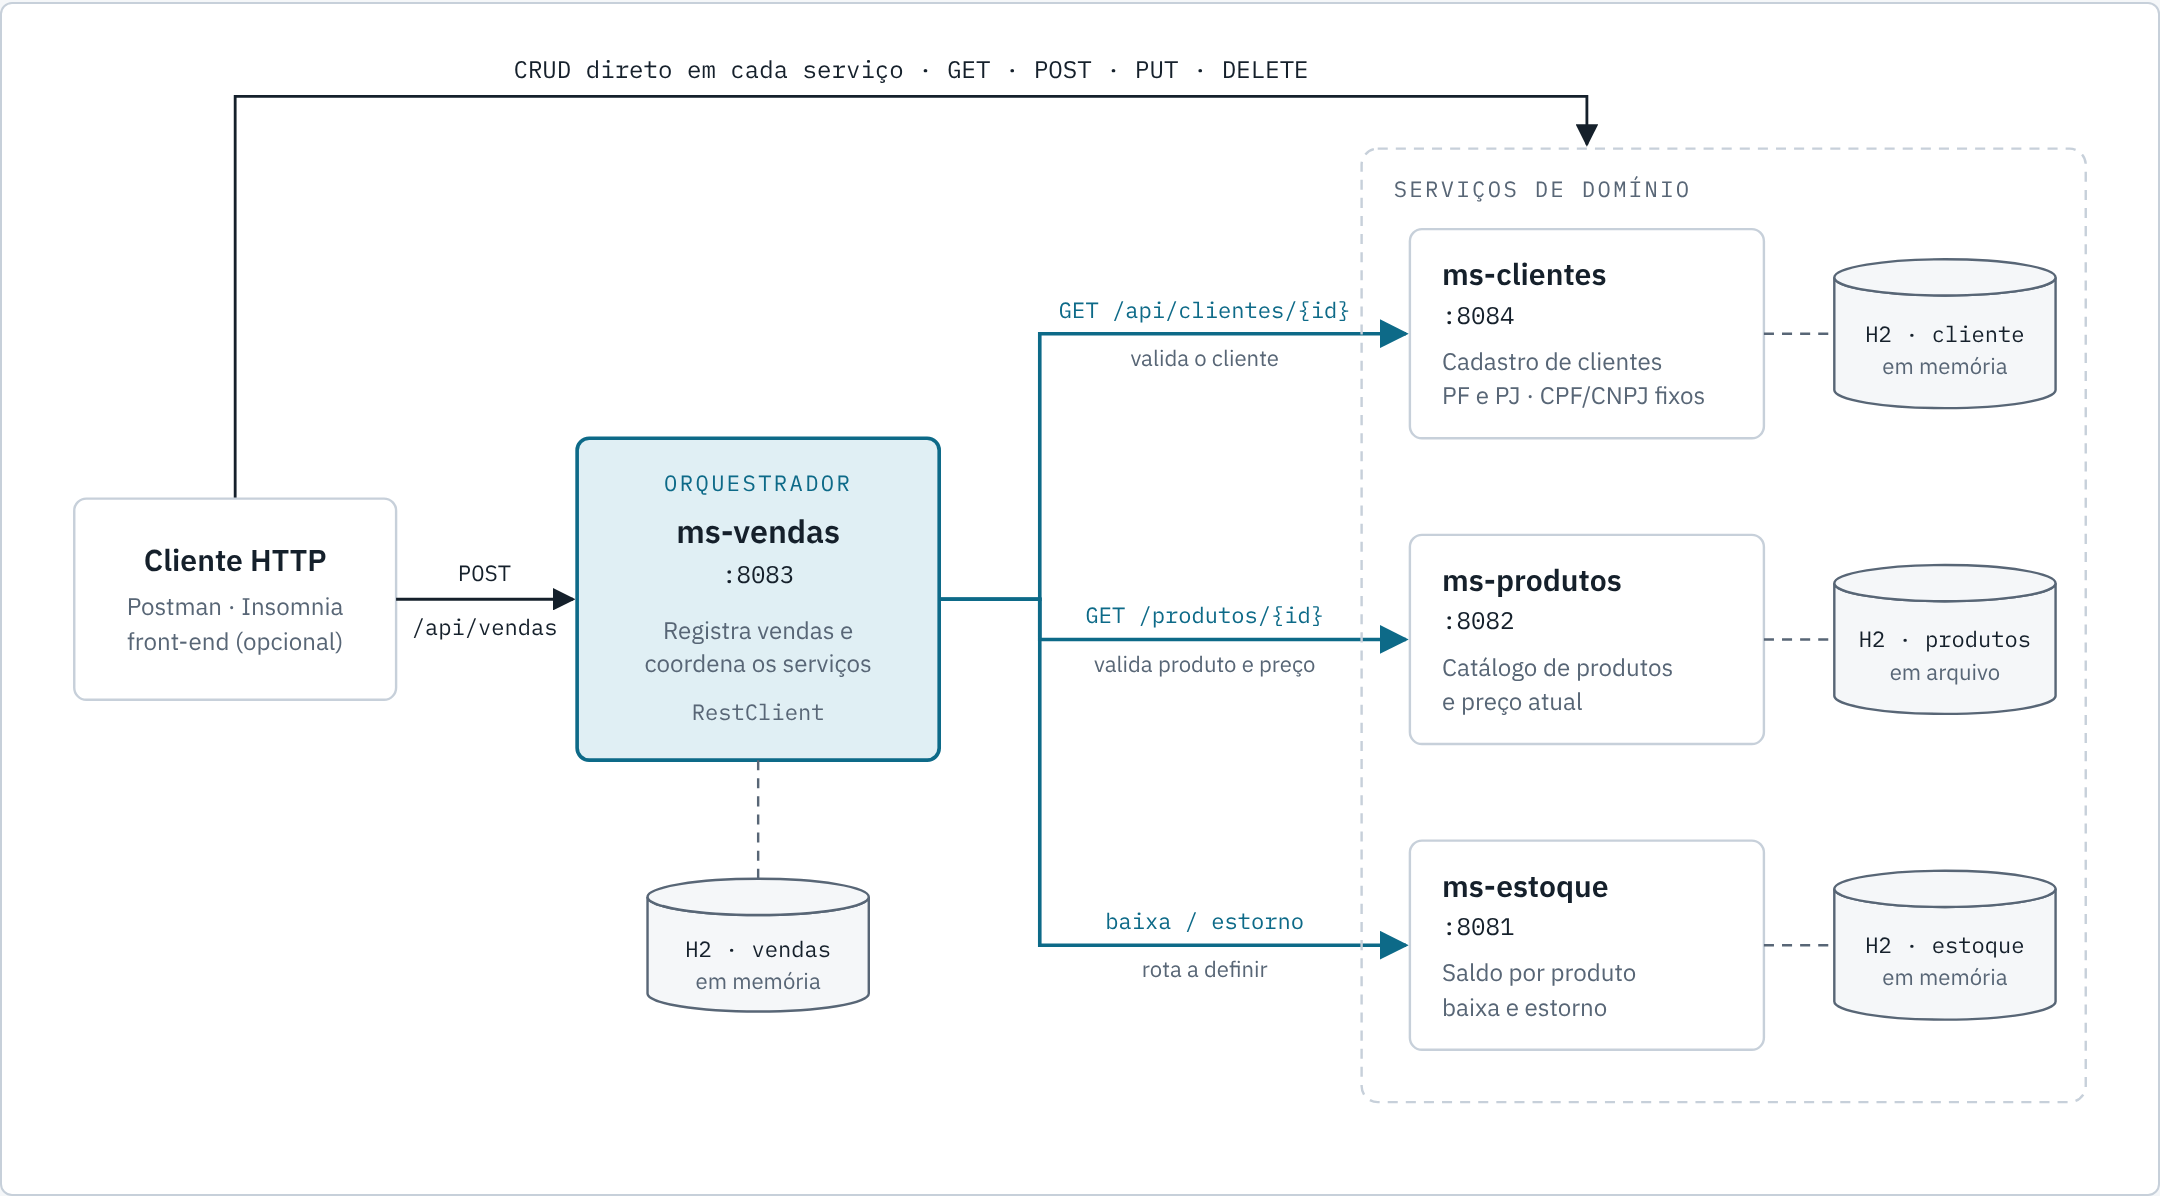 CRUD direto em cada serviço · GET · POST · PUT · DELETE
SERVIÇOS DE DOMÍNIO
ms-clientes
:8084
Cadastro de clientes
PF e PJ · CPF/CNPJ fixos
H2 · cliente
em memória
GET /api/clientes/{id}
valida o cliente
ORQUESTRADOR
ms-vendas
:8083
Registra vendas e
coordena os serviços
RestClient
Cliente HTTP
Postman · Insomnia
front-end (opcional)
POST
/api/vendas
GET /produtos/{id}
valida produto e preço
ms-produtos
:8082
Catálogo de produtos
e preço atual
H2 · produtos
em arquivo
H2 · vendas
em memória
baixa / estorno
rota a definir
ms-estoque
:8081
Saldo por produto
baixa e estorno
H2 · estoque
em memória